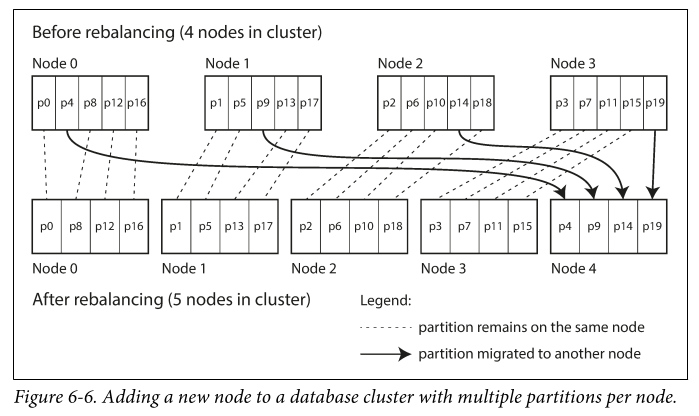 Before rebalancing (4 nodes in cluster)
Node 0 Node 1 Node 2 Node 3
p0 p4 p8 p12 p16 p1 p5 p9 p13 p17 p2 p6 p10 p14 p18 p3 p7 p11 p15 p19
p0 p8 p12 p16 p1 p5 p13 p17 p2 p6 p10 p18 p3 p7 p11 p15 p4 p9 p14 p19
Node 0 Node 1 Node 2 Node 3 Node 4
After rebalancing (5 nodes in cluster)
Legend:
partition remains on the same node
partition migrated to another node
Figure 6-6. Adding a new node to a database cluster with multiple partitions per node.